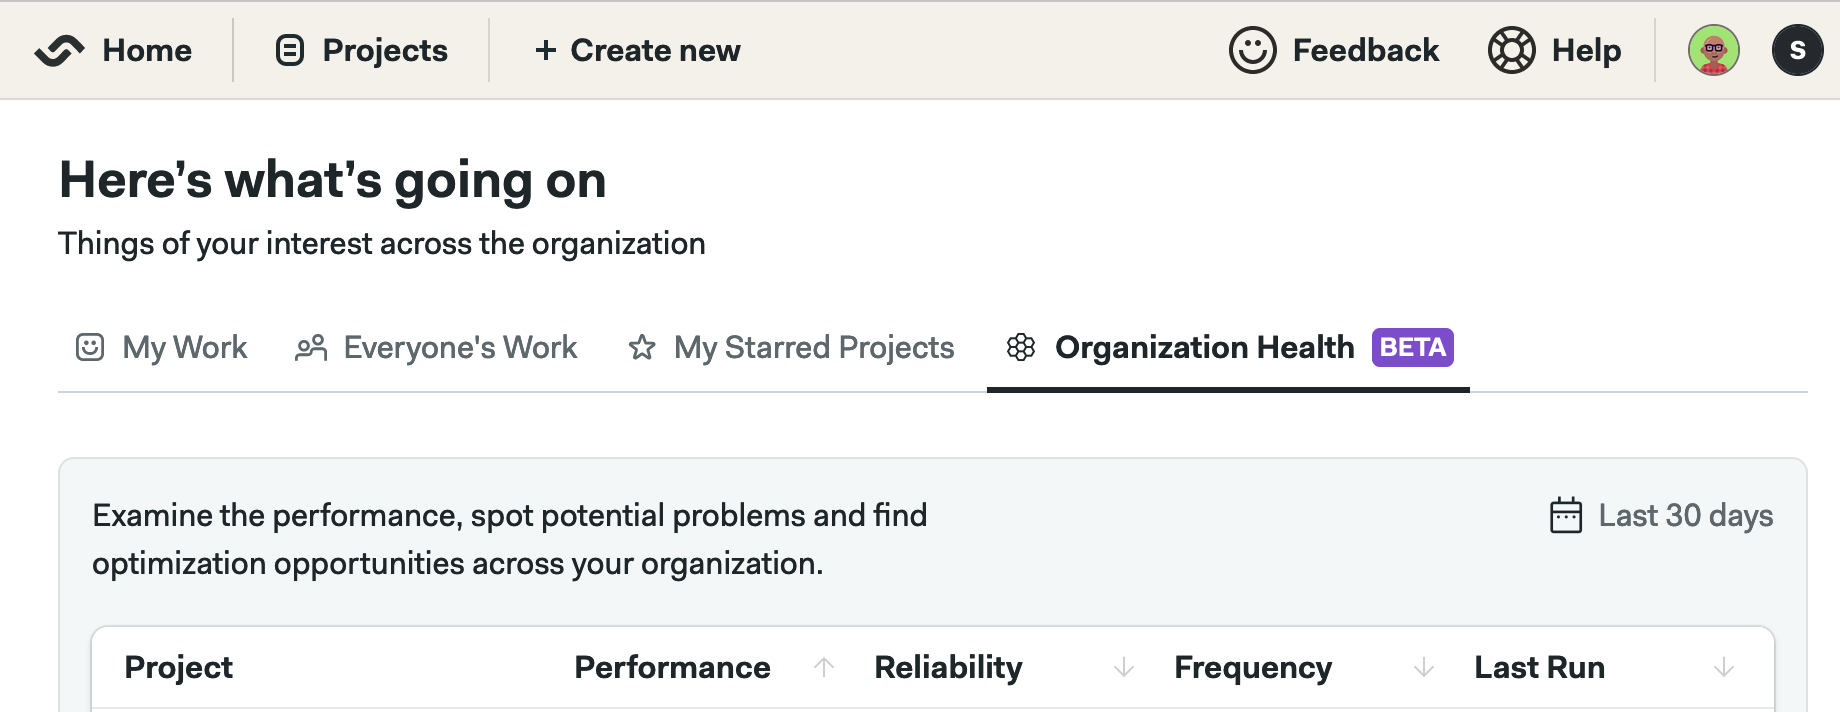 Home
Projects
+ Create new
Feedback
Help
S
Here’s what’s going on
Things of your interest across the organization
My Work
Everyone's Work
My Starred Projects
Organization Health BETA
Examine the performance, spot potential problems and find
optimization opportunities across your organization.
Last 30 days
Project
Performance
Reliability
Frequency
Last Run